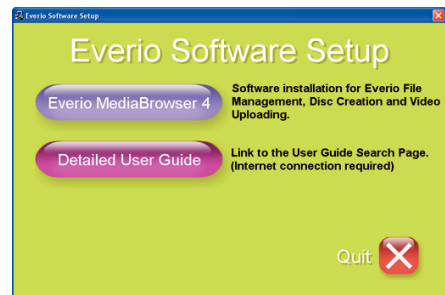 Everio Software Setup
Everio Software Setup
Everio MediaBrowser 4
Software installation for Everio File
Management, Disc Creation and Video
Uploading.
Detailed User Guide
Link to the User Guide Search Page.
(Internet connection required)
Quit